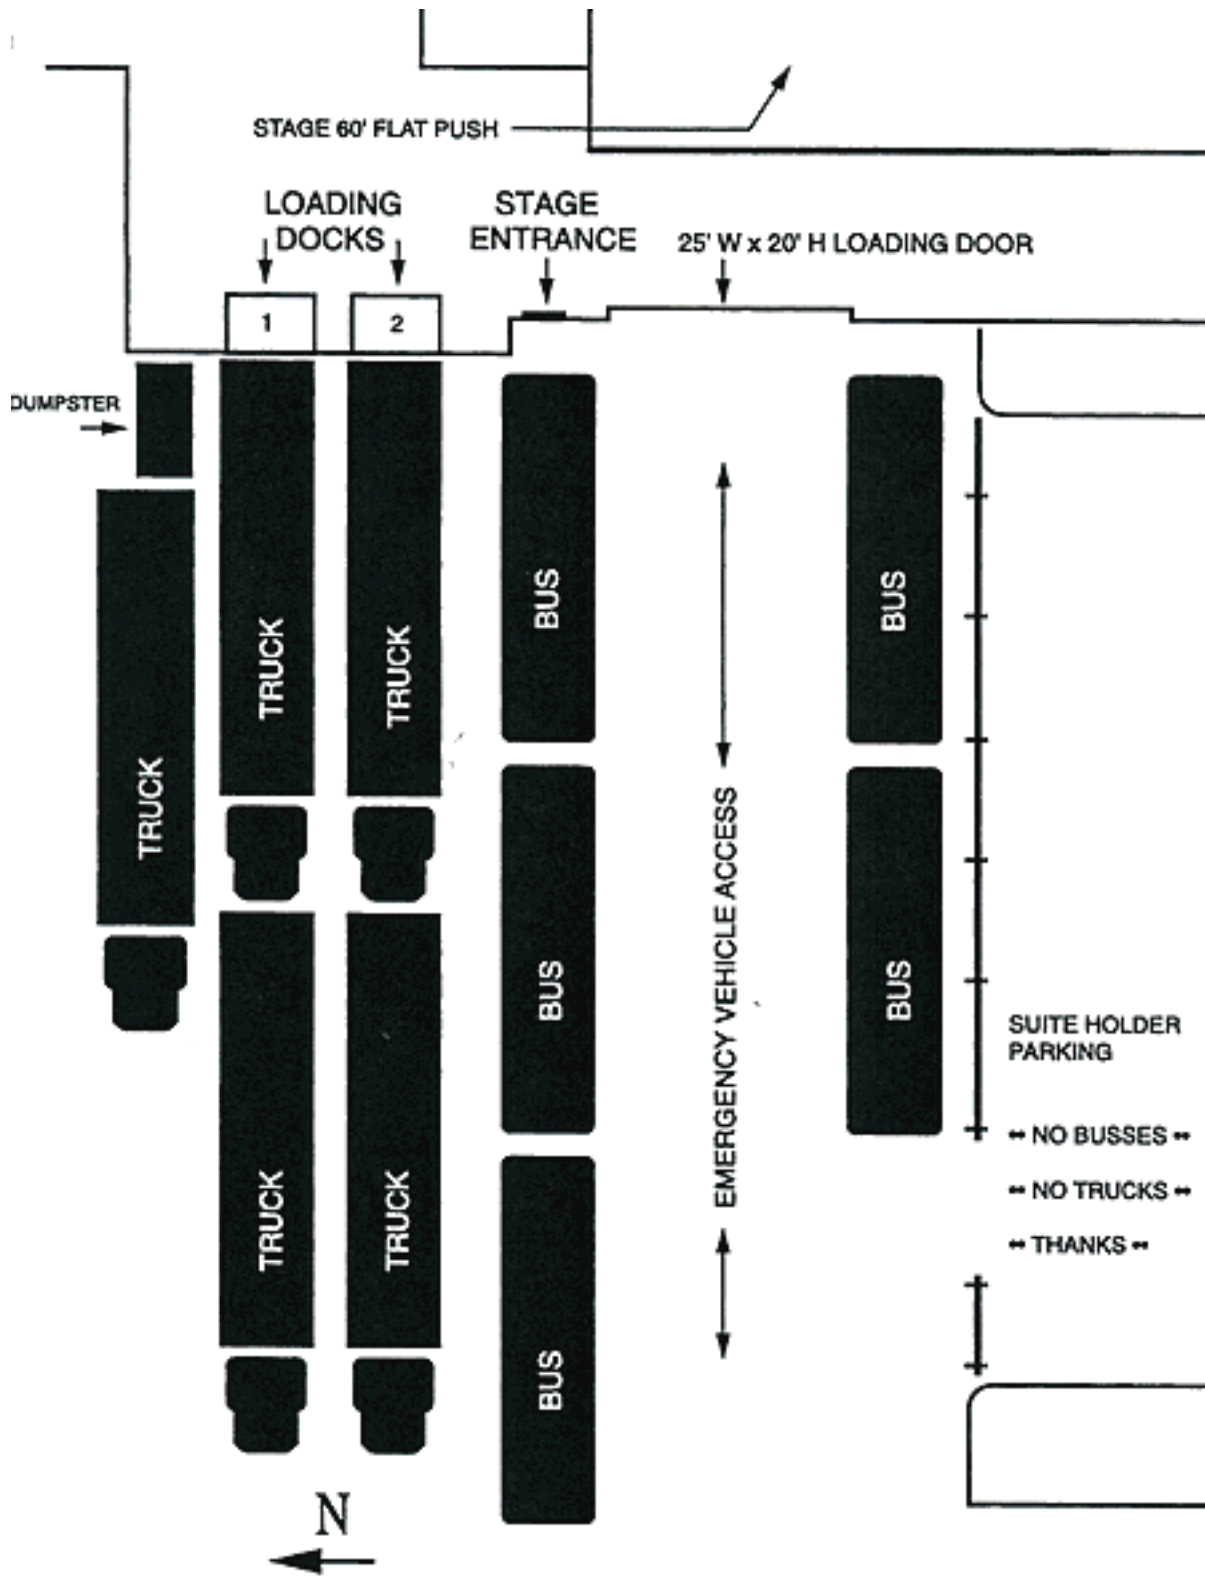 STAGE 60' FLAT PUSH
LOADING
DOCKS
STAGE
ENTRANCE
25' W x 20' H LOADING DOOR
1
2
DUMPSTER
TRUCK
TRUCK
TRUCK
BUS
BUS
EMERGENCY VEHICLE ACCESS
BUS
BUS
SUITE HOLDER
PARKING
NO BUSSES
NO TRUCKS
THANKS
TRUCK
TRUCK
BUS
N